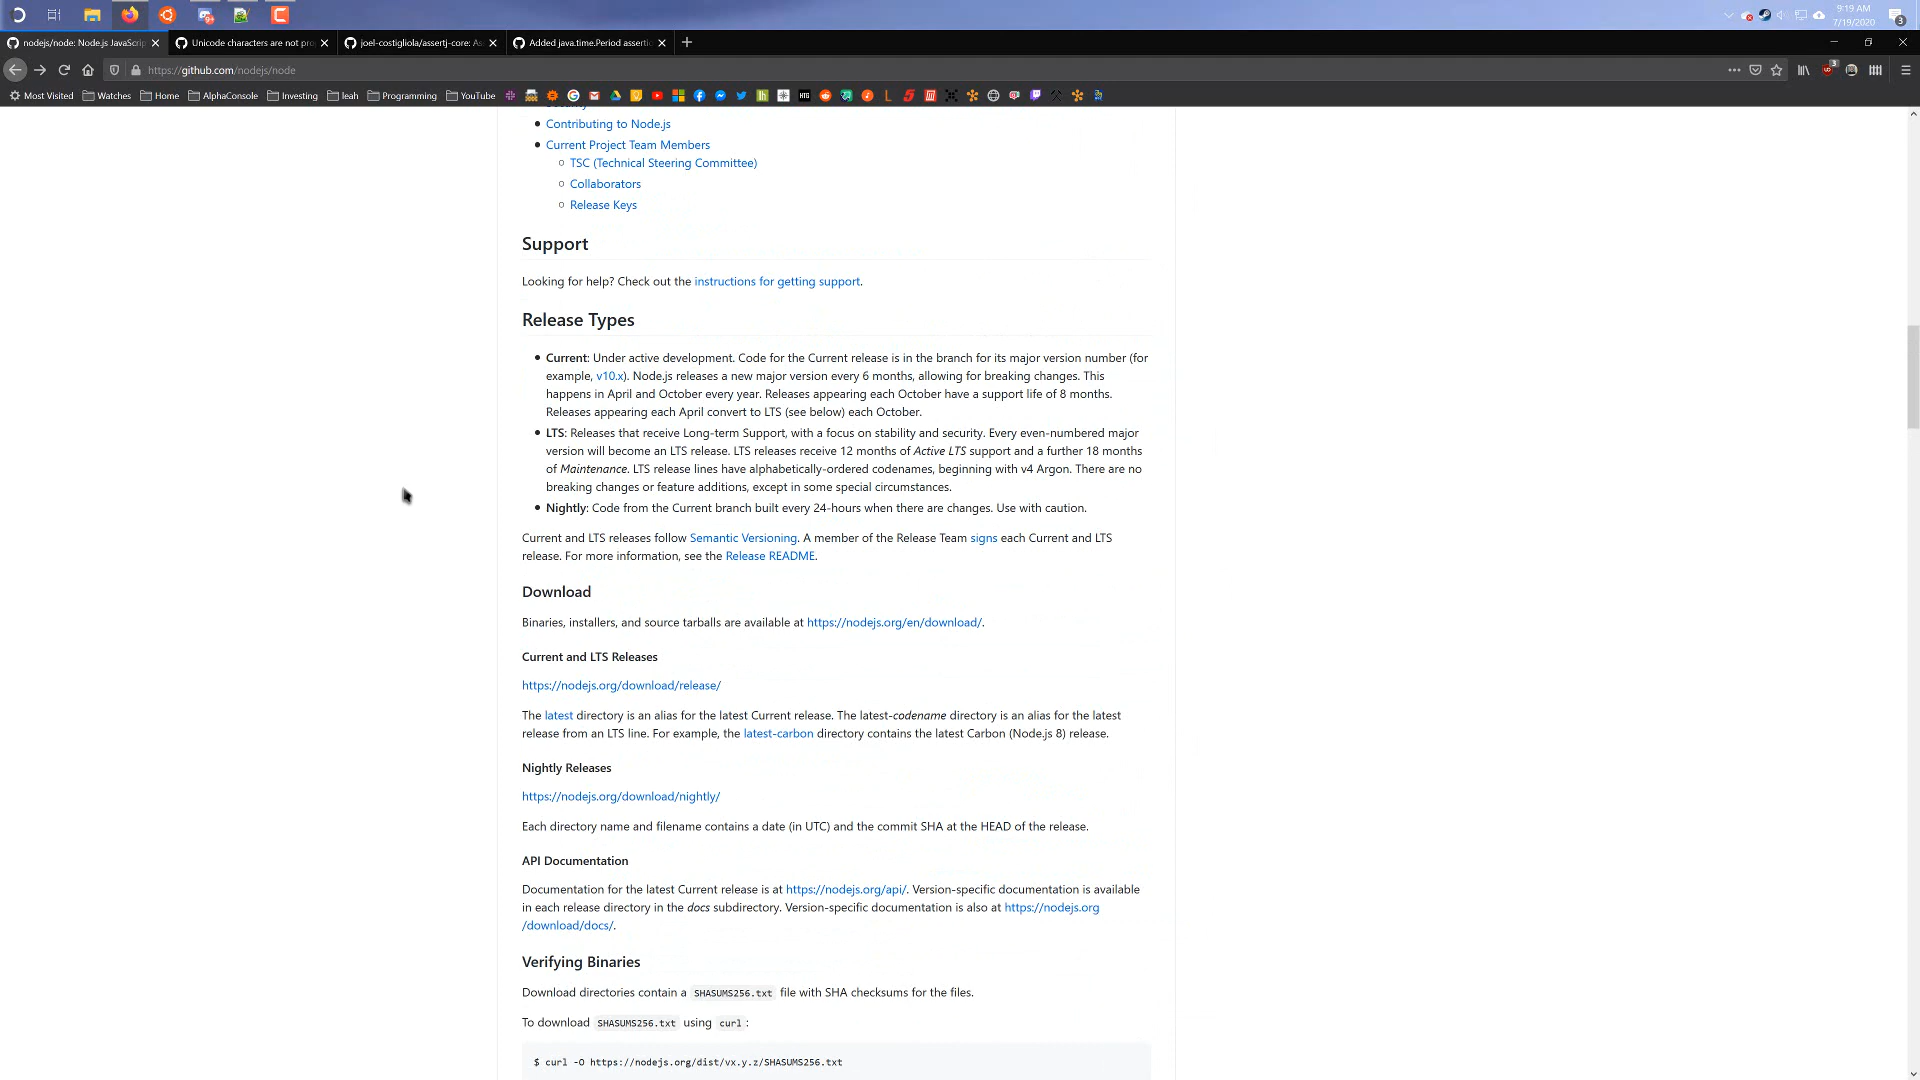 9:19 AM
7/19/2020
3
nodejs/node: Node.js JavaScrip
Unicode characters are not pro
joel-costigliola/assertj-core: As
Added java.time.Period asserti
https://github.com/nodejs/node
3
Most Visited
Watches
Home
AlphaConsole
Investing
leah
Programming
YouTube
Contributing to Node.js
Current Project Team Members
TSC (Technical Steering Committee)
Collaborators
Release Keys
Support
Looking for help? Check out the instructions for getting support.
Release Types
Current: Under active development. Code for the Current release is in the branch for its major version number (for
example, v10.x). Node.js releases a new major version every 6 months, allowing for breaking changes. This
happens in April and October every year. Releases appearing each October have a support life of 8 months.
Releases appearing each April convert to LTS (see below) each October.
LTS: Releases that receive Long-term Support, with a focus on stability and security. Every even-numbered major
version will become an LTS release. LTS releases receive 12 months of Active LTS support and a further 18 months
of Maintenance. LTS release lines have alphabetically-ordered codenames, beginning with v4 Argon. There are no
breaking changes or feature additions, except in some special circumstances.
Nightly: Code from the Current branch built every 24-hours when there are changes. Use with caution.
Current and LTS releases follow Semantic Versioning. A member of the Release Team signs each Current and LTS
release. For more information, see the Release README.
Download
Binaries, installers, and source tarballs are available at https://nodejs.org/en/download/.
Current and LTS Releases
https://nodejs.org/download/release/
The latest directory is an alias for the latest Current release. The latest-codename directory is an alias for the latest
release from an LTS line. For example, the latest-carbon directory contains the latest Carbon (Node.js 8) release.
Nightly Releases
https://nodejs.org/download/nightly/
Each directory name and filename contains a date (in UTC) and the commit SHA at the HEAD of the release.
API Documentation
Documentation for the latest Current release is at https://nodejs.org/api/. Version-specific documentation is available
in each release directory in the docs subdirectory. Version-specific documentation is also at https://nodejs.org
/download/docs/.
Verifying Binaries
Download directories contain a SHASUMS256.txt file with SHA checksums for the files.
To download SHASUMS256.txt using curl:
$ curl -O https://nodejs.org/dist/vx.y.z/SHASUMS256.txt